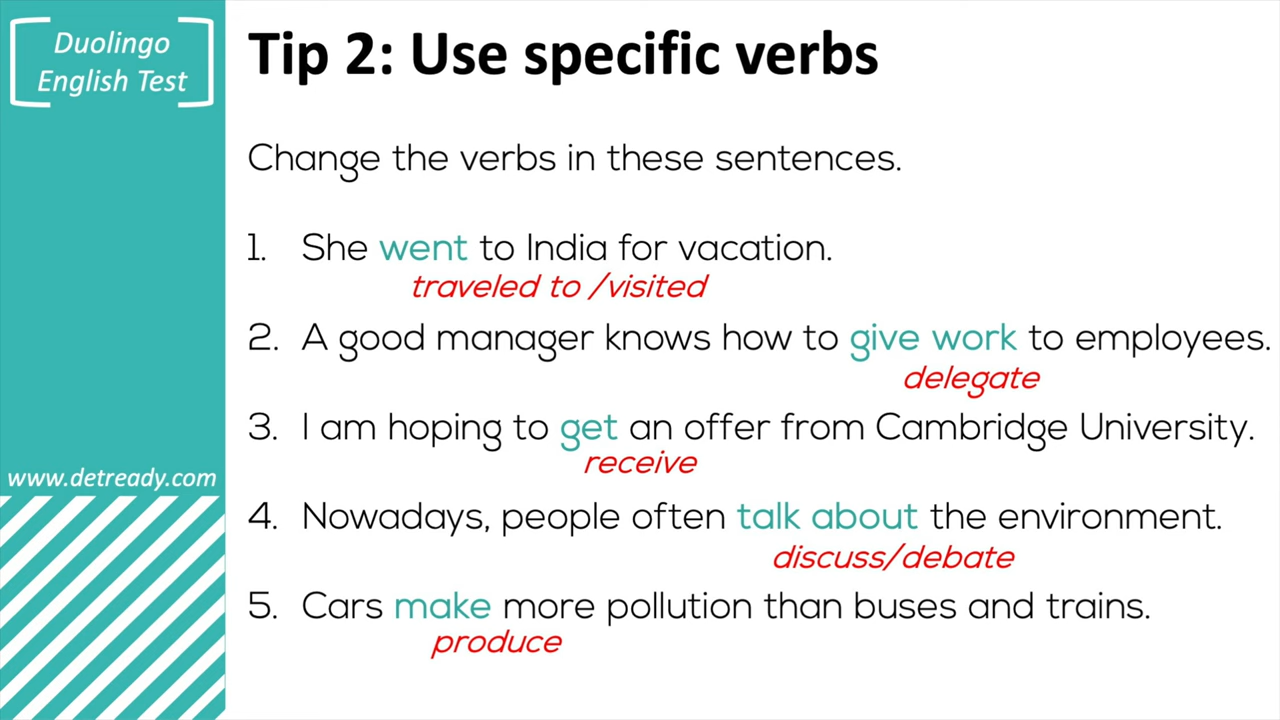 Duolingo
English Test
Tip 2: Use specific verbs
Change the verbs in these sentences.
1. She went to India for vacation.
traveled to /visited
2. A good manager knows how to give work to employees.
delegate
3. I am hoping to get an offer from Cambridge University.
receive
4. Nowadays, people often talk about the environment.
discuss/debate
5. Cars make more pollution than buses and trains.
produce
www.detready.com